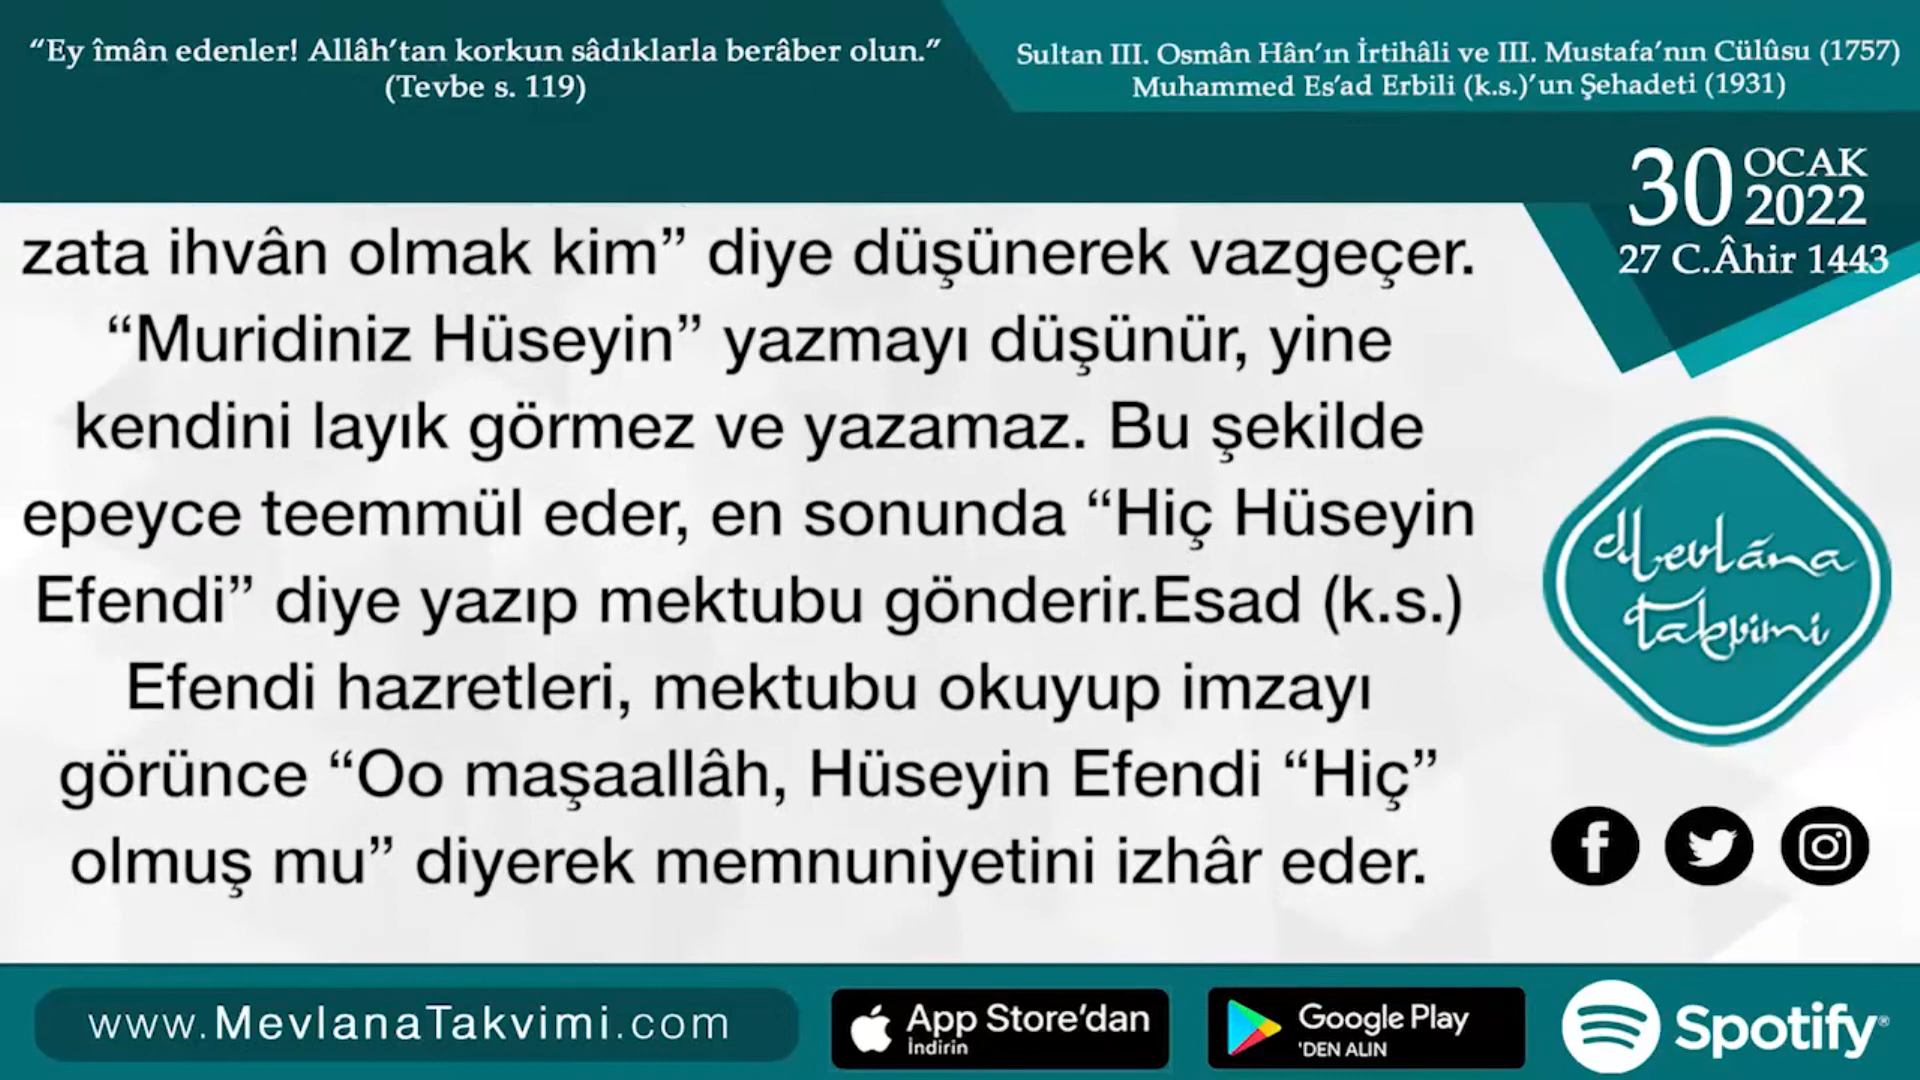 “Ey îmân edenler! Allâh’tan korkun sâdıklarla berâber olun.”
(Tevbe s. 119)
Sultan III. Osmân Hân’ın İrtihâli ve III. Mustafa’nın Cülûsu (1757)
Muhammed Es’ad Erbili (k.s.)’un Şehadeti (1931)
30 OCAK
2022
27 C.Âhir 1443
zata ihvân olmak kim” diye düşünerek vazgeçer.
“Muridiniz Hüseyin” yazmayı düşünür, yine
kendini layık görmez ve yazamaz. Bu şekilde
epeyce teemmül eder, en sonunda “Hiç Hüseyin
Efendi” diye yazıp mektubu gönderir.Esad (k.s.)
Efendi hazretleri, mektubu okuyup imzayı
görünce “Oo maşaallâh, Hüseyin Efendi “Hiç”
olmuş mu” diyerek memnuniyetini izhâr eder.
Mevlâna
takvimi
www.MevlanaTakvimi.com
App Store’dan
İndirin
Google Play
'DEN ALIN
Spotify